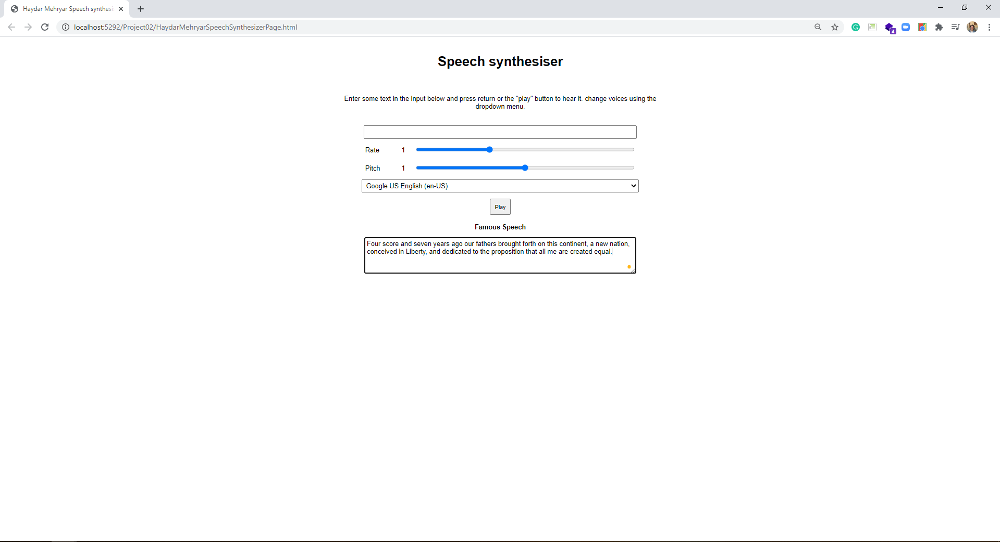 Haydar Mehryar Speech synthesi
localhost:5292/Project02/HaydarMehryarSpeechSynthesizerPage.html
4
Speech synthesiser
Enter some text in the input below and press return or the "play" button to hear it. change voices using the
dropdown menu.
Rate 1
Pitch 1
Google US English (en-US)
Play
Famous Speech
Four score and seven years ago our fathers brought forth on this continent, a new nation,
conceived in Liberty, and dedicated to the proposition that all me are created equal.